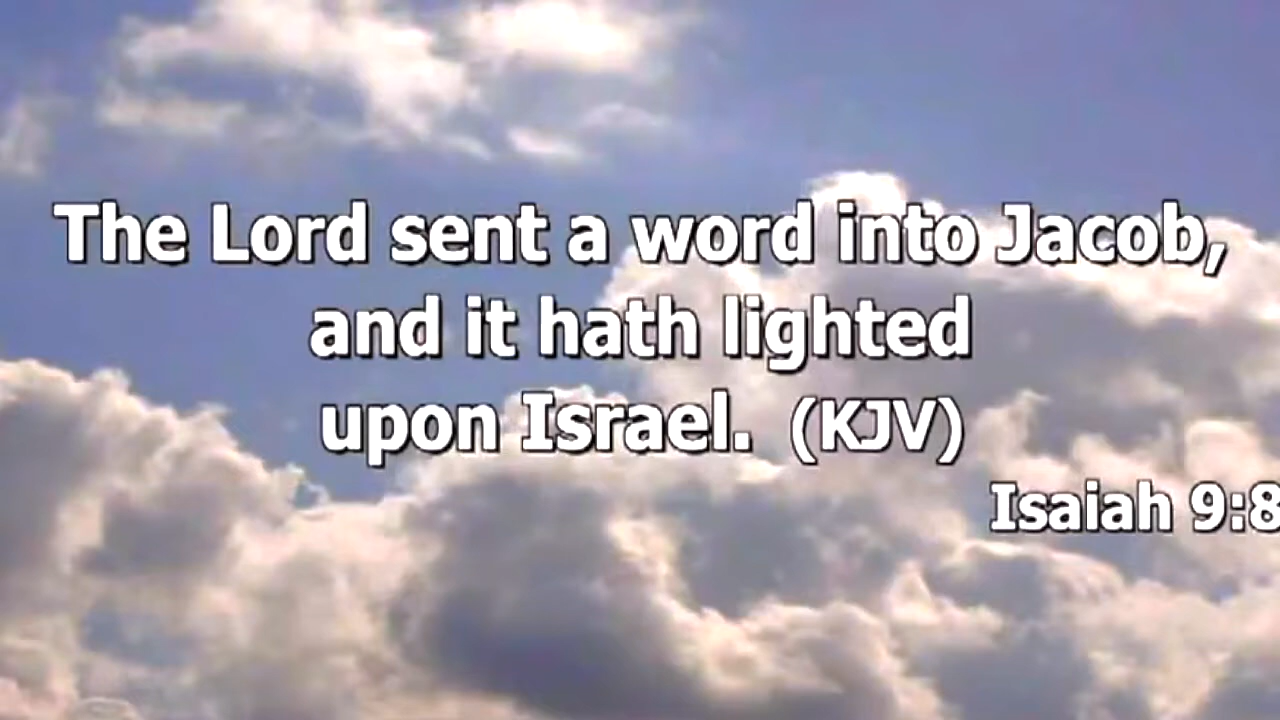 The Lord sent a word into Jacob,
and it hath lighted
upon Israel. (KJV)
Isaiah 9:8